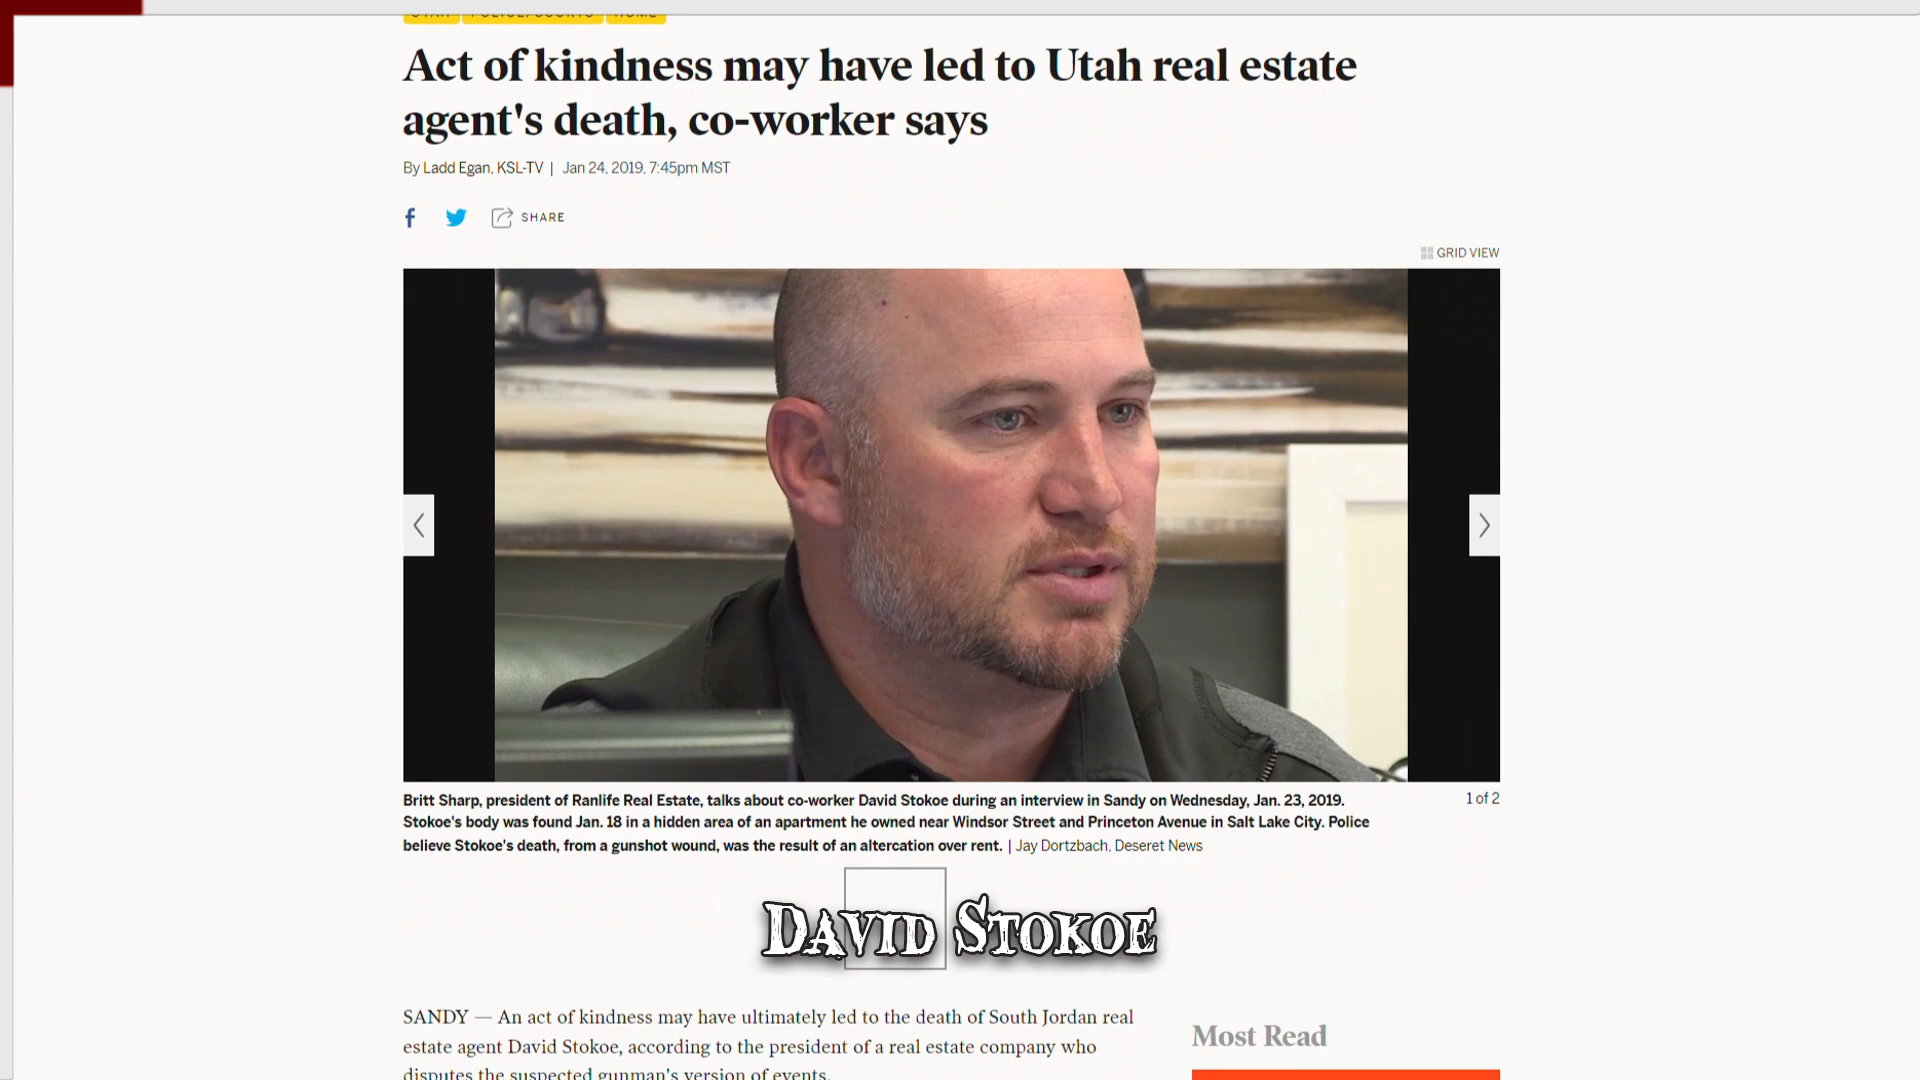 UTAH POLICE/COURTS HOME
Act of kindness may have led to Utah real estate
agent's death, co-worker says
By Ladd Egan, KSL-TV | Jan 24, 2019, 7:45pm MST
SHARE
GRID VIEW
Britt Sharp, president of Ranlife Real Estate, talks about co-worker David Stokoe during an interview in Sandy on Wednesday, Jan. 23, 2019.
1 of 2
Stokoe's body was found Jan. 18 in a hidden area of an apartment he owned near Windsor Street and Princeton Avenue in Salt Lake City. Police
believe Stokoe's death, from a gunshot wound, was the result of an altercation over rent. | Jay Dortzbach, Deseret News
David Stokoe
SANDY — An act of kindness may have ultimately led to the death of South Jordan real
estate agent David Stokoe, according to the president of a real estate company who
disputes the suspected gunman's version of events.
Most Read